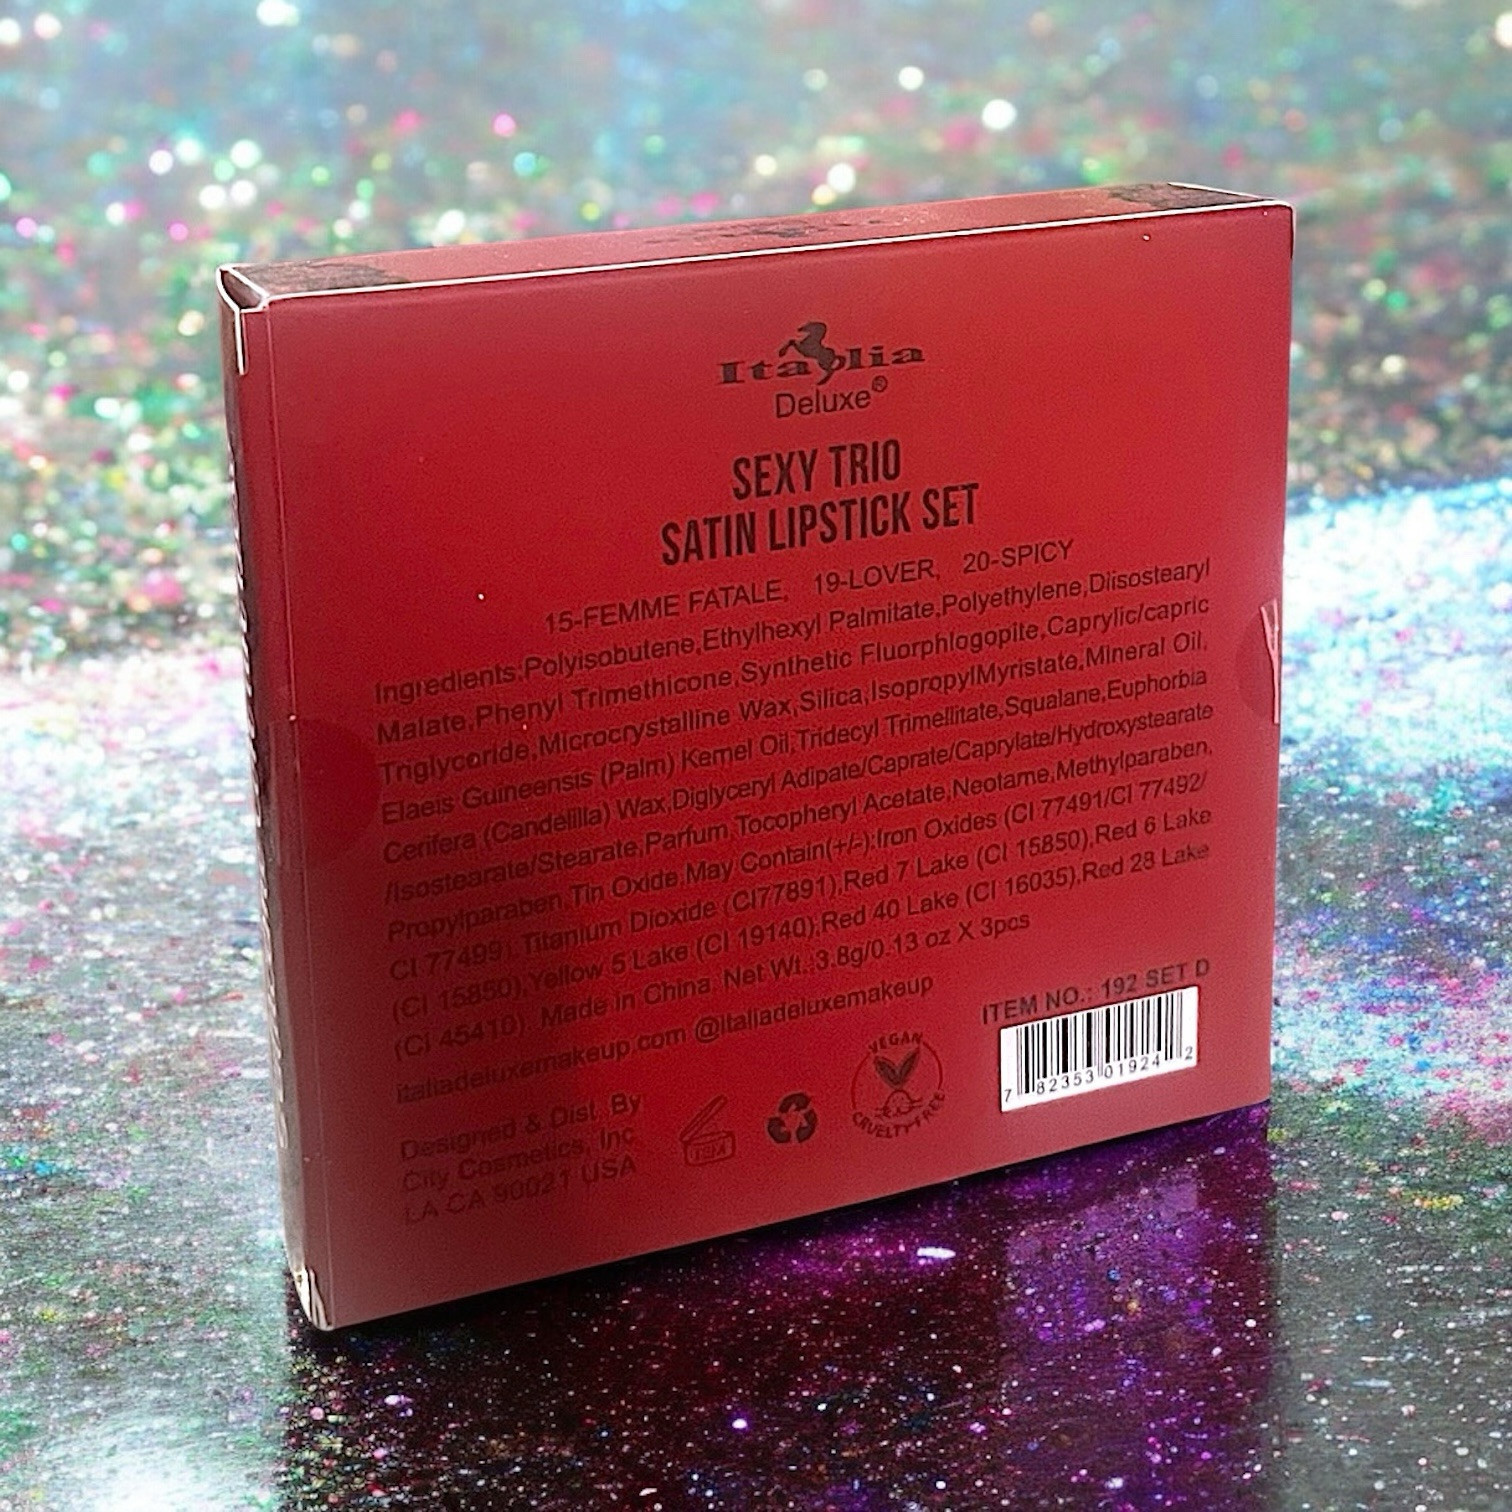 Italia
Deluxe®
SEXY TRIO
SATIN LIPSTICK SET
15-FEMME FATALE, 19-LOVER, 20-SPICY
Ingredients:Polyisobutene,Ethylhexyl Palmitate,Polyethylene,Diisostearyl
Malate,Phenyl Trimethicone,Synthetic Fluorphlogopite,Caprylic/capric
Triglycoride,Microcrystalline Wax,Silica,IsopropylMyristate,Mineral Oil,
Elaeis Guineensis (Palm) Kernel Oil,Tridecyl Trimellitate,Squalane,Euphorbia
Cerifera (Candelilla) Wax,Diglyceryl Adipate/Caprate/Caprylate/Hydroxystearate
/Isostearate/Stearate,Parfum,Tocopheryl Acetate,Neotame,Methylparaben,
Propylparaben,Tin Oxide.May Contain(+/-):Iron Oxides (CI 77491/CI 77492/
CI 77499), Titanium Dioxide (CI77891),Red 7 Lake (CI 15850),Red 6 Lake
(CI 15850),Yellow 5 Lake (CI 19140),Red 40 Lake (CI 16035),Red 28 Lake
(CI 45410). Made in China. Net Wt.:3.8g/0.13 oz X 3pcs
italiadeluxemakeup.com @italiadeluxemakeup
Designed & Dist. By
City Cosmetics, Inc
LA CA 90021 USA
VEGAN
CRUELTY-FREE
ITEM NO.: 192 SET D
7 82353 01924 2